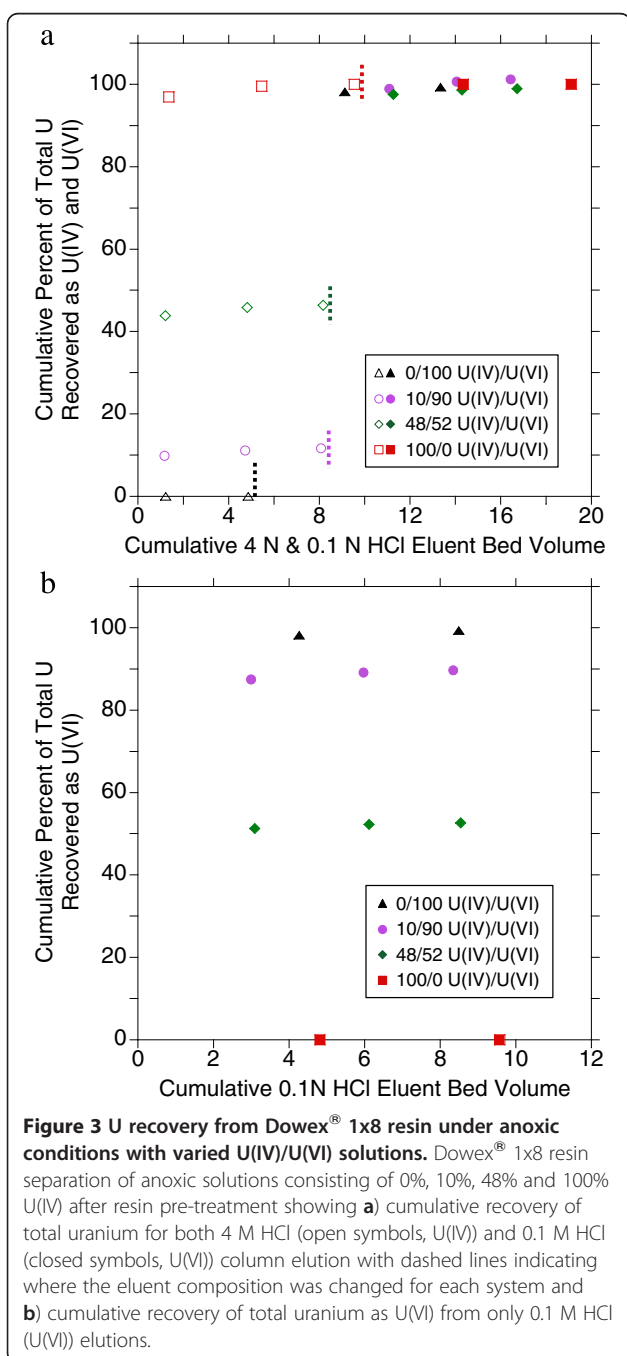 a
Cumulative Percent of Total U
Recovered as U(IV) and U(VI)
100
80
60
40
20
0
0/100 U(IV)/U(VI)
10/90 U(IV)/U(VI)
48/52 U(IV)/U(VI)
100/0 U(IV)/U(VI)
0 4 8 12 16 20
Cumulative 4 N & 0.1 N HCl Eluent Bed Volume
b
Cumulative Percent of Total U
Recovered as U(VI)
100
80
60
40
20
0
0/100 U(IV)/U(VI)
10/90 U(IV)/U(VI)
48/52 U(IV)/U(VI)
100/0 U(IV)/U(VI)
0 2 4 6 8 10 12
Cumulative 0.1N HCl Eluent Bed Volume
Figure 3 U recovery from Dowex® 1x8 resin under anoxic
conditions with varied U(IV)/U(VI) solutions. Dowex® 1x8 resin
separation of anoxic solutions consisting of 0%, 10%, 48% and 100%
U(IV) after resin pre-treatment showing a) cumulative recovery of
total uranium for both 4 M HCl (open symbols, U(IV)) and 0.1 M HCl
(closed symbols, U(VI)) column elution with dashed lines indicating
where the eluent composition was changed for each system and
b) cumulative recovery of total uranium as U(VI) from only 0.1 M HCl
(U(VI)) elutions.